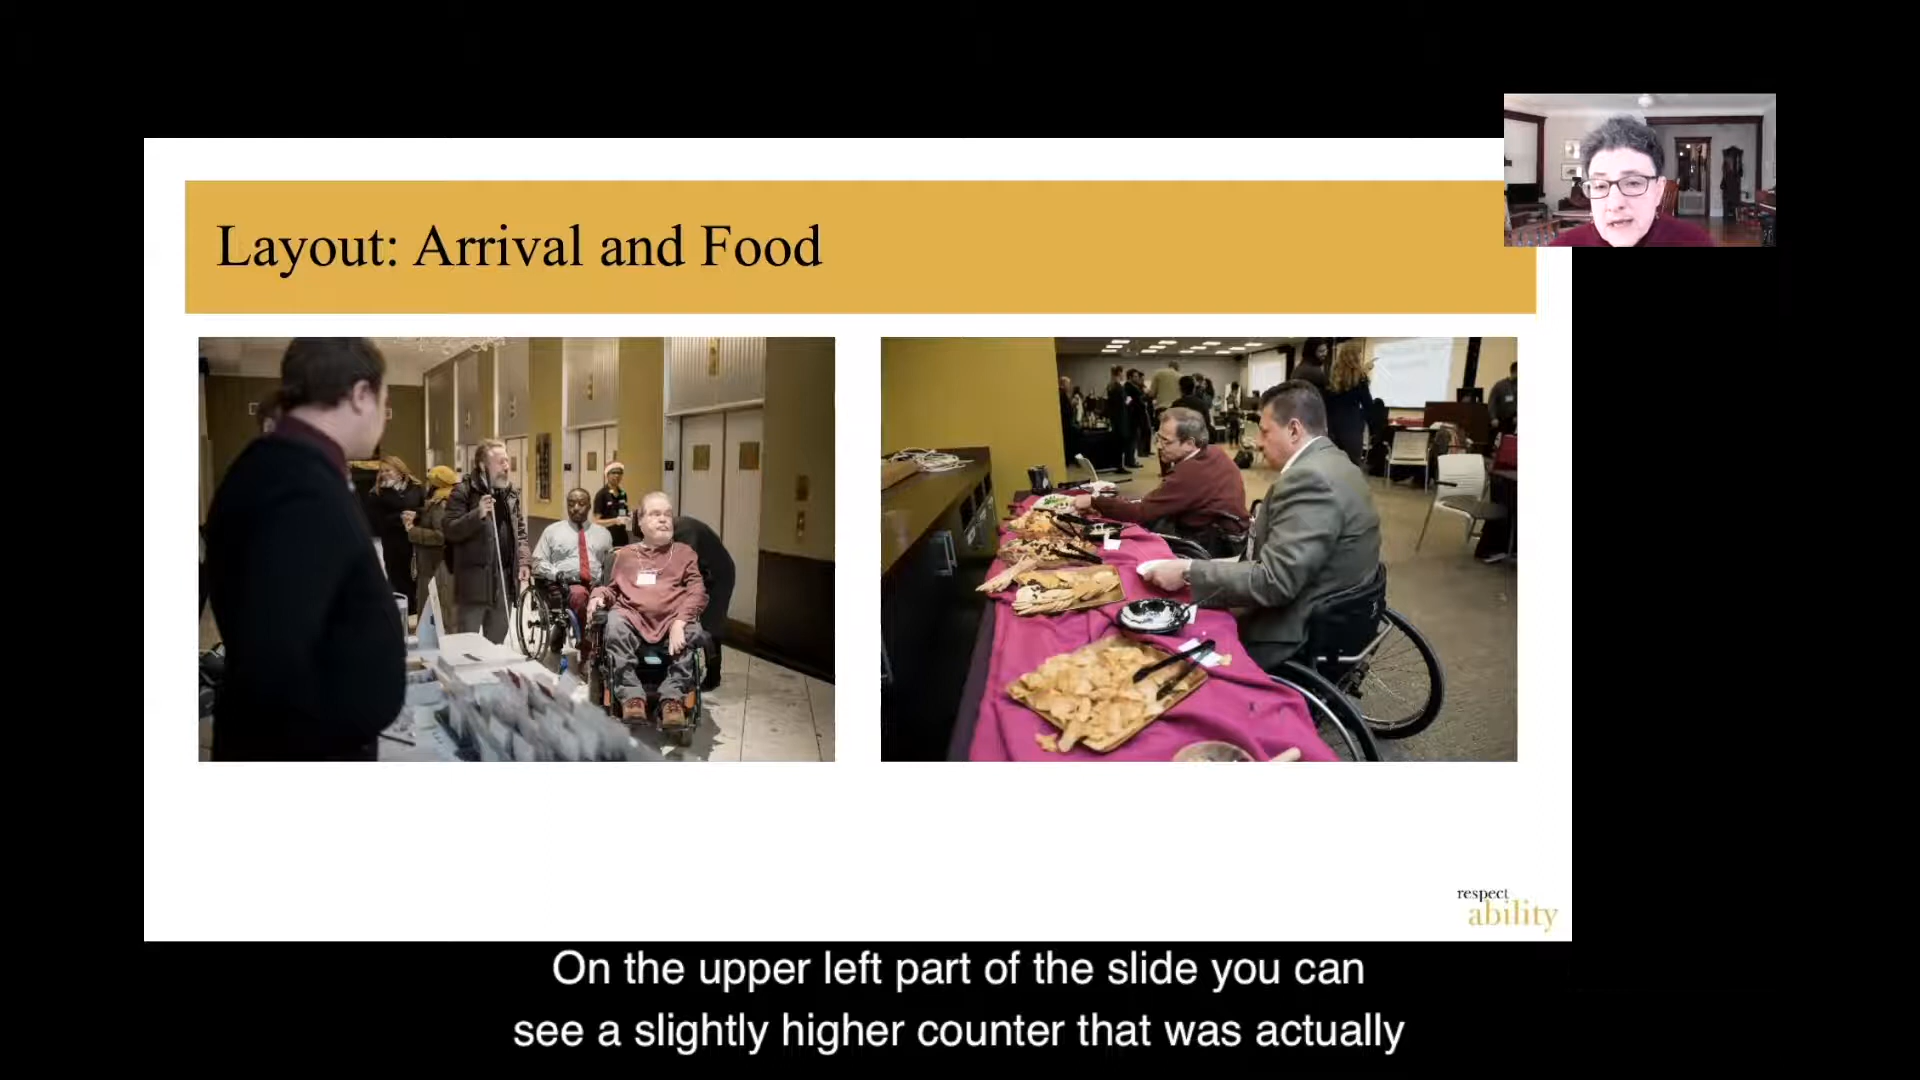 Layout: Arrival and Food
respect
ability
On the upper left part of the slide you can
see a slightly higher counter that was actually